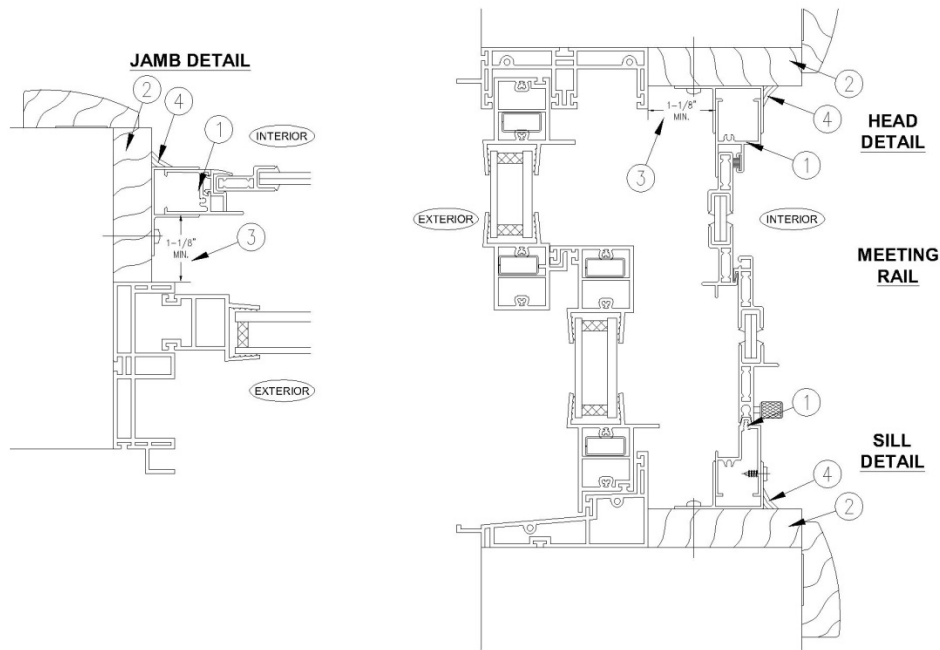 JAMB DETAIL
2
4
1
INTERIOR
1-1/8"
MIN.
3
EXTERIOR
2
1-1/8"
MIN.
4
HEAD
DETAIL
3
1
EXTERIOR
INTERIOR
MEETING
RAIL
1
SILL
DETAIL
4
2